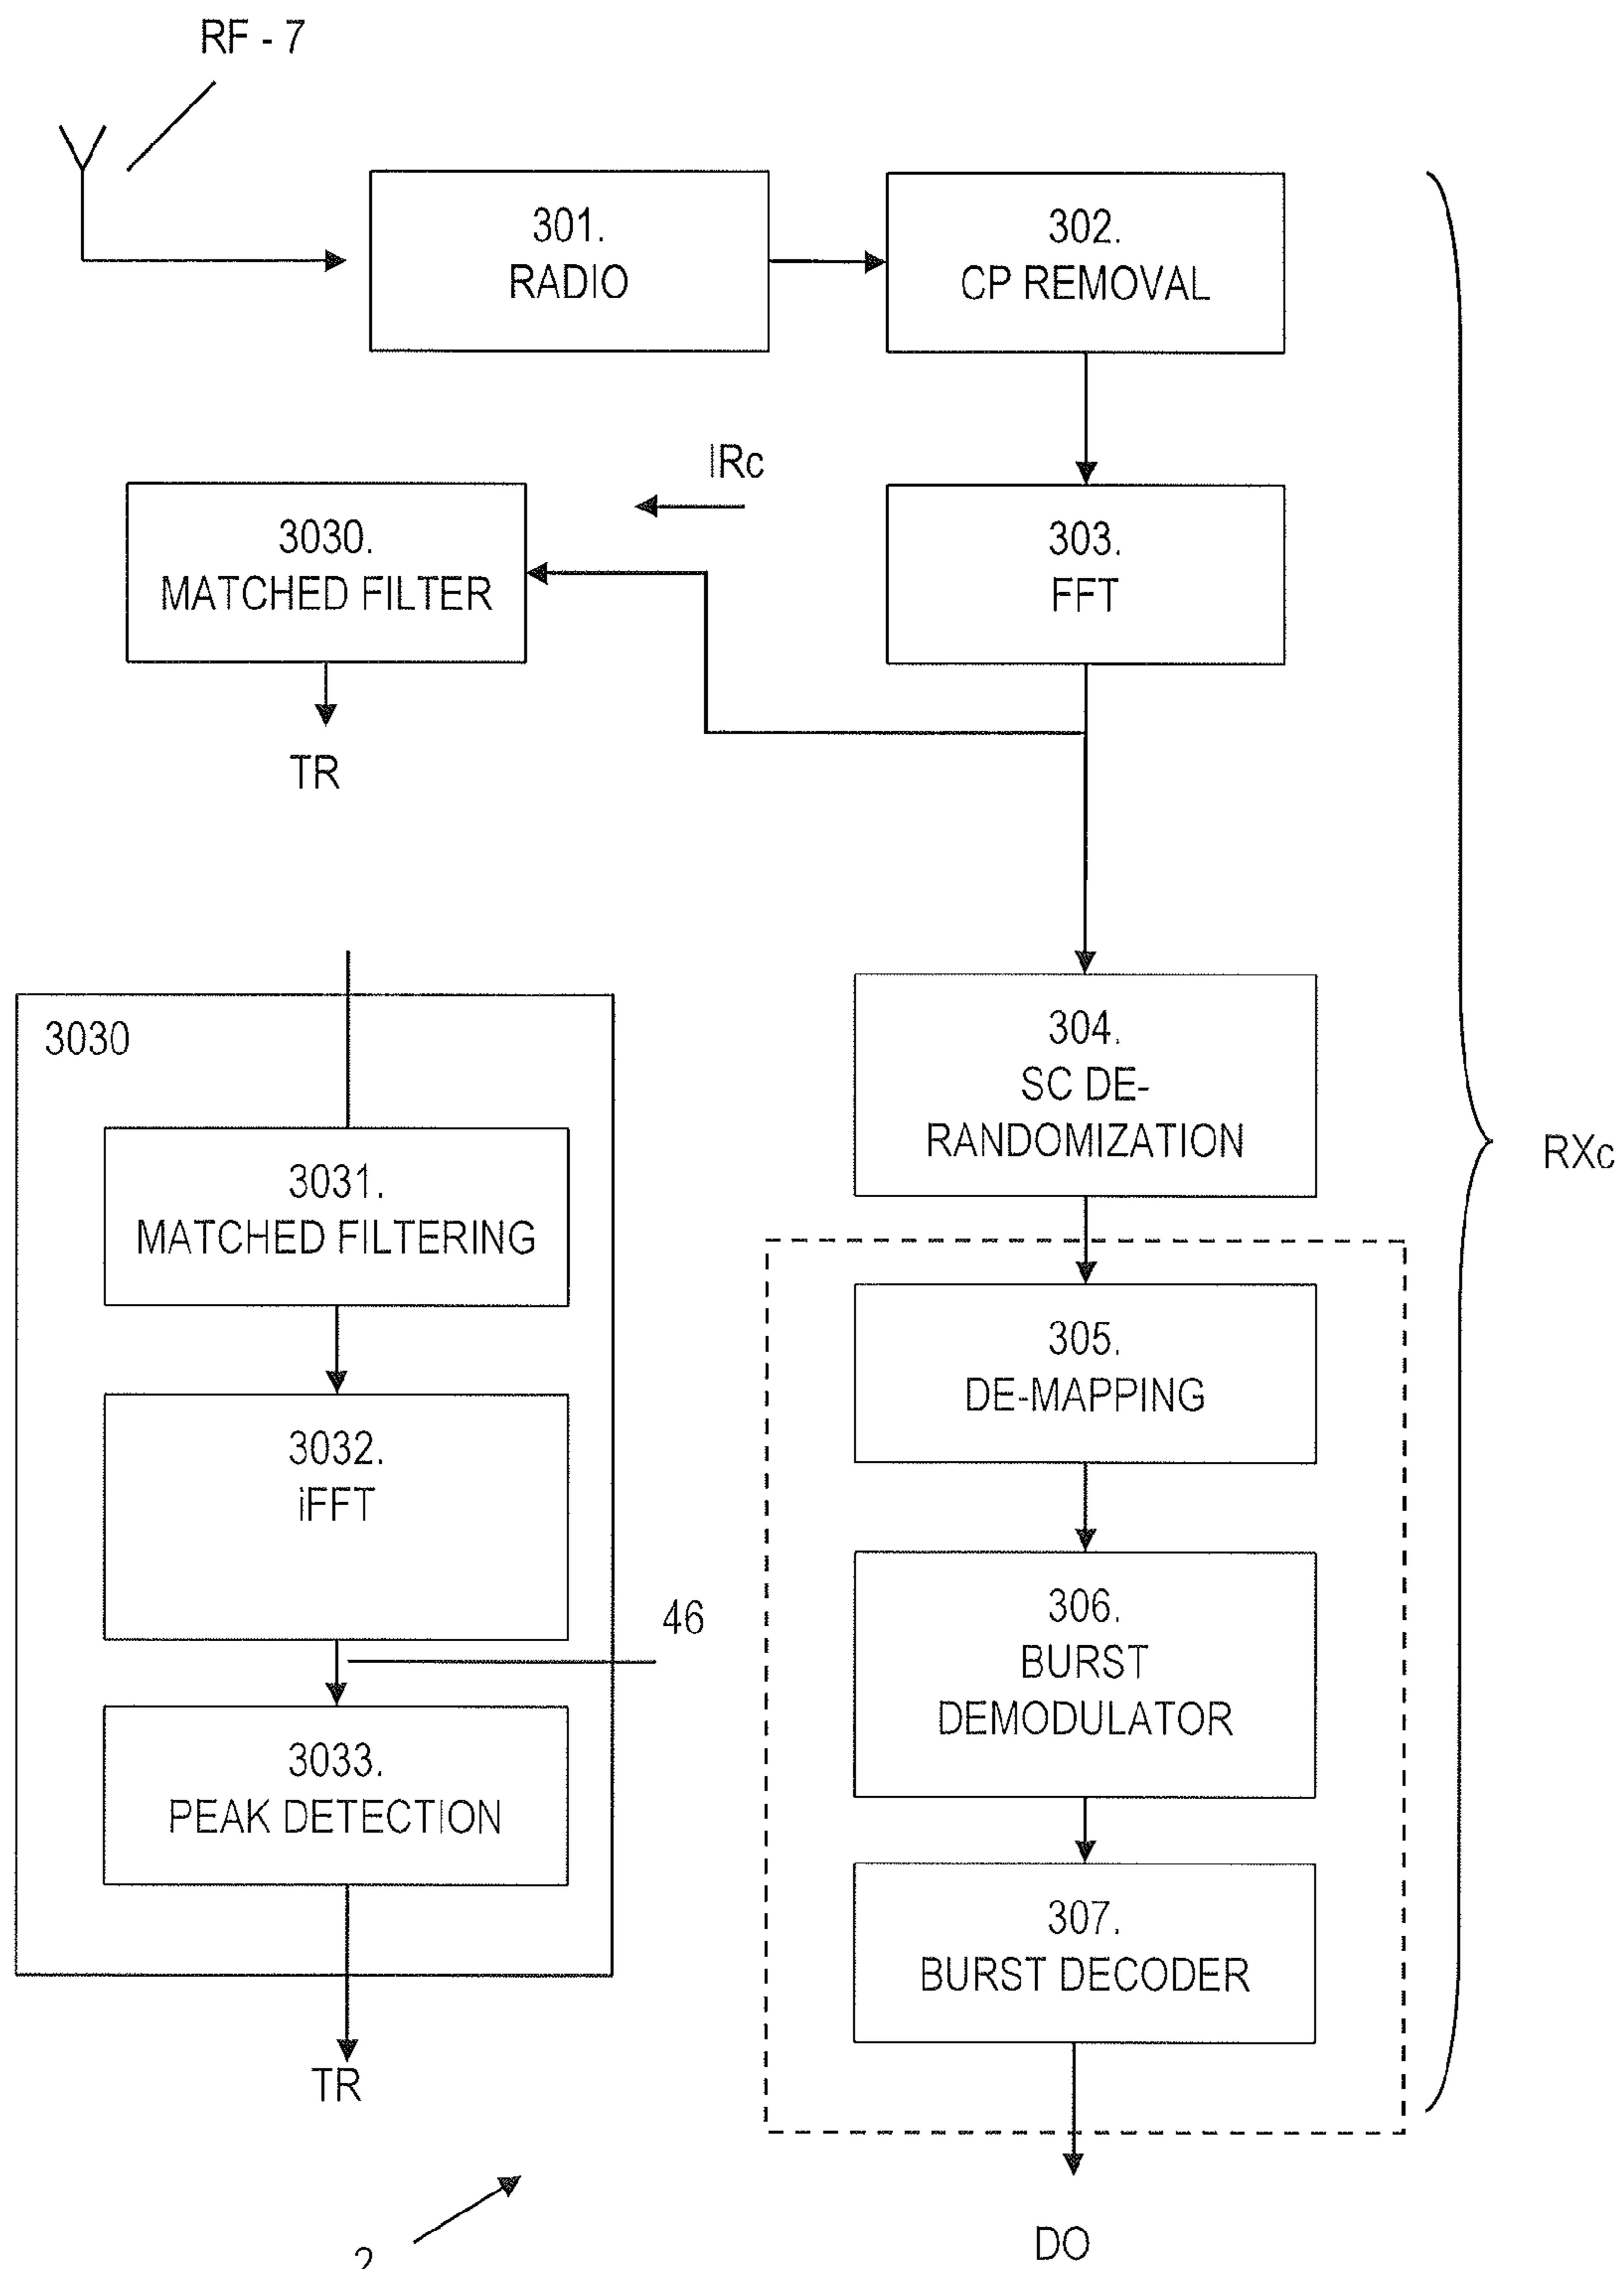 RF - 7
301.
RADIO
302.
CP REMOVAL
IRc
3030.
MATCHED FILTER
303.
FFT
TR
3030
304.
SC DE-
RANDOMIZATION
RXc
3031.
MATCHED FILTERING
305.
DE-MAPPING
3032.
iFFT
46
306.
BURST
DEMODULATOR
3033.
PEAK DETECTION
307.
BURST DECODER
TR
DO
2